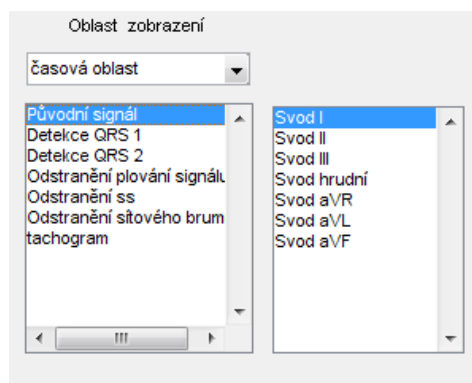 Oblast zobrazení
časová oblast
Původní signál
Detekce QRS 1
Detekce QRS 2
Odstranění plování signálu
Odstranění ss
Odstranění síťového brum
tachogram
Svod I
Svod II
Svod III
Svod hrudní
Svod aVR
Svod aVL
Svod aVF